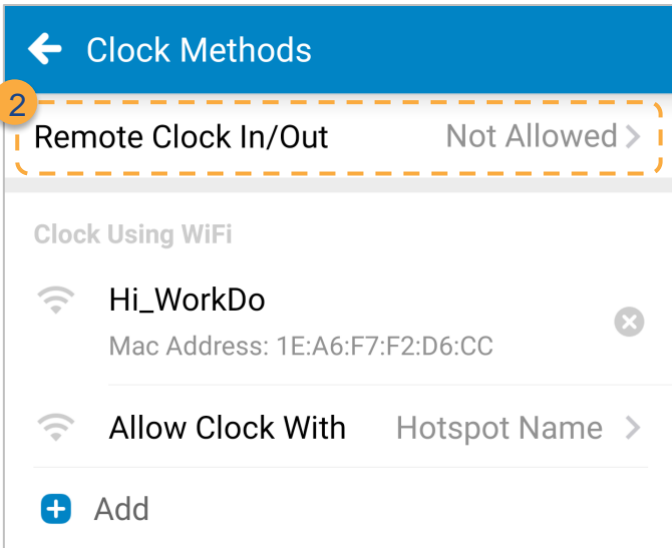 Clock Methods
2
Remote Clock In/Out Not Allowed
Clock Using WiFi
Hi_WorkDo
Mac Address: 1E:A6:F7:F2:D6:CC
Allow Clock With Hotspot Name
Add